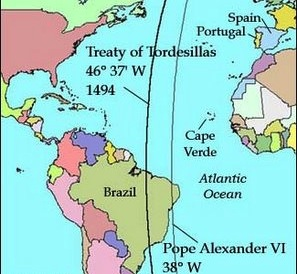 Spain
Portugal
Treaty of Tordesillas
46° 37' W
1494
Cape
Verde
Atlantic
Ocean
Brazil
Pope Alexander VI
38° W